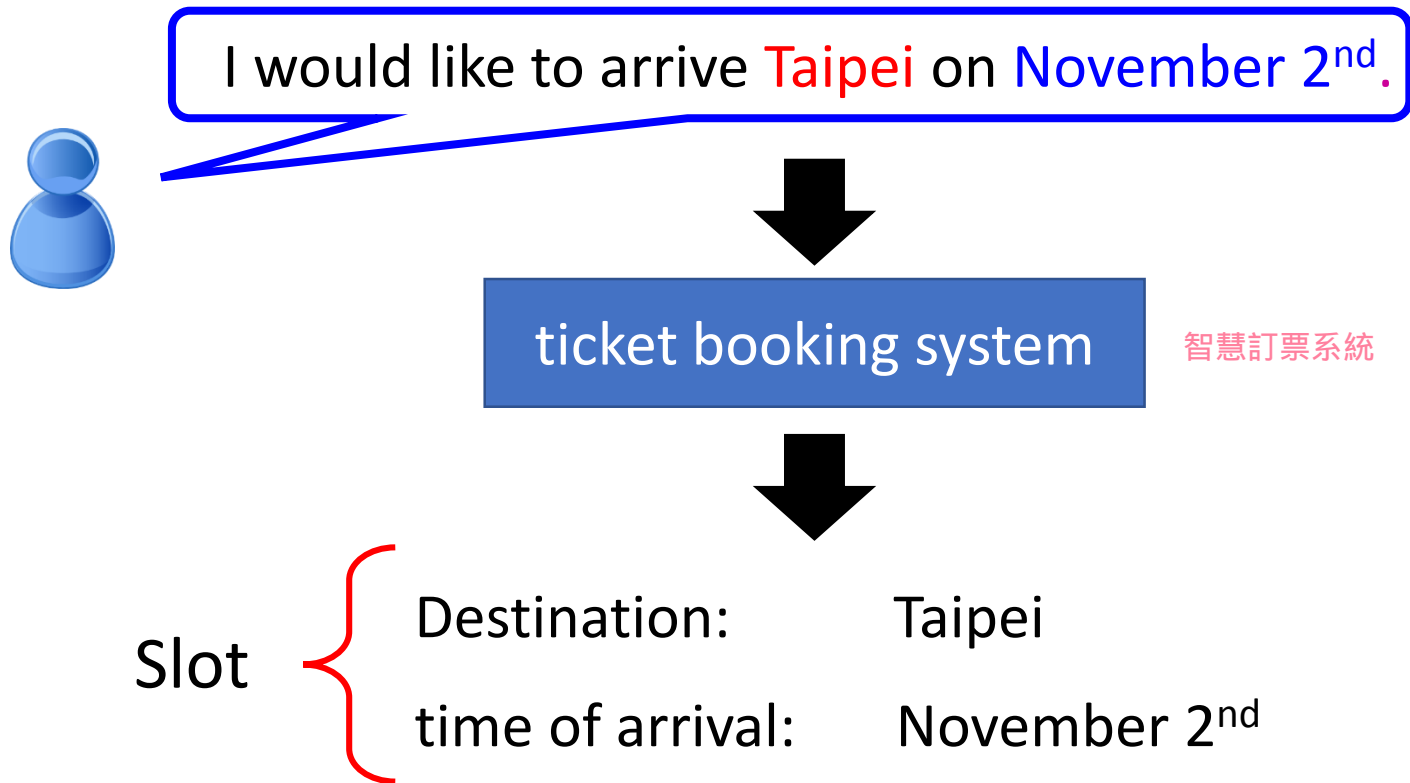 I would like to arrive Taipei on November 2nd.
ticket booking system
智慧訂票系統
Slot
Destination: Taipei
time of arrival: November 2nd